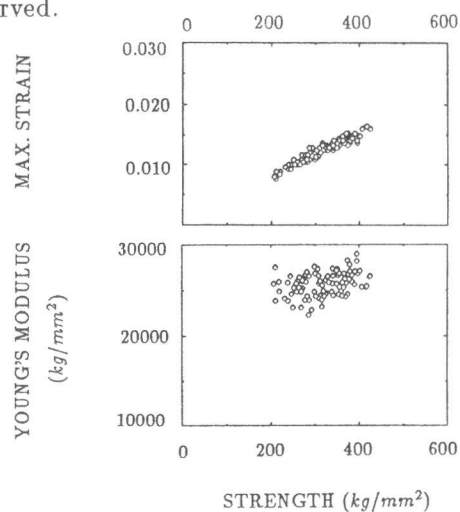 rved.
0 200 400 600
MAX. STRAIN
0.030
0.020
0.010
YOUNG'S MODULUS
(kg/mm²)
30000
20000
10000
0 200 400 600
STRENGTH (kg/mm²)